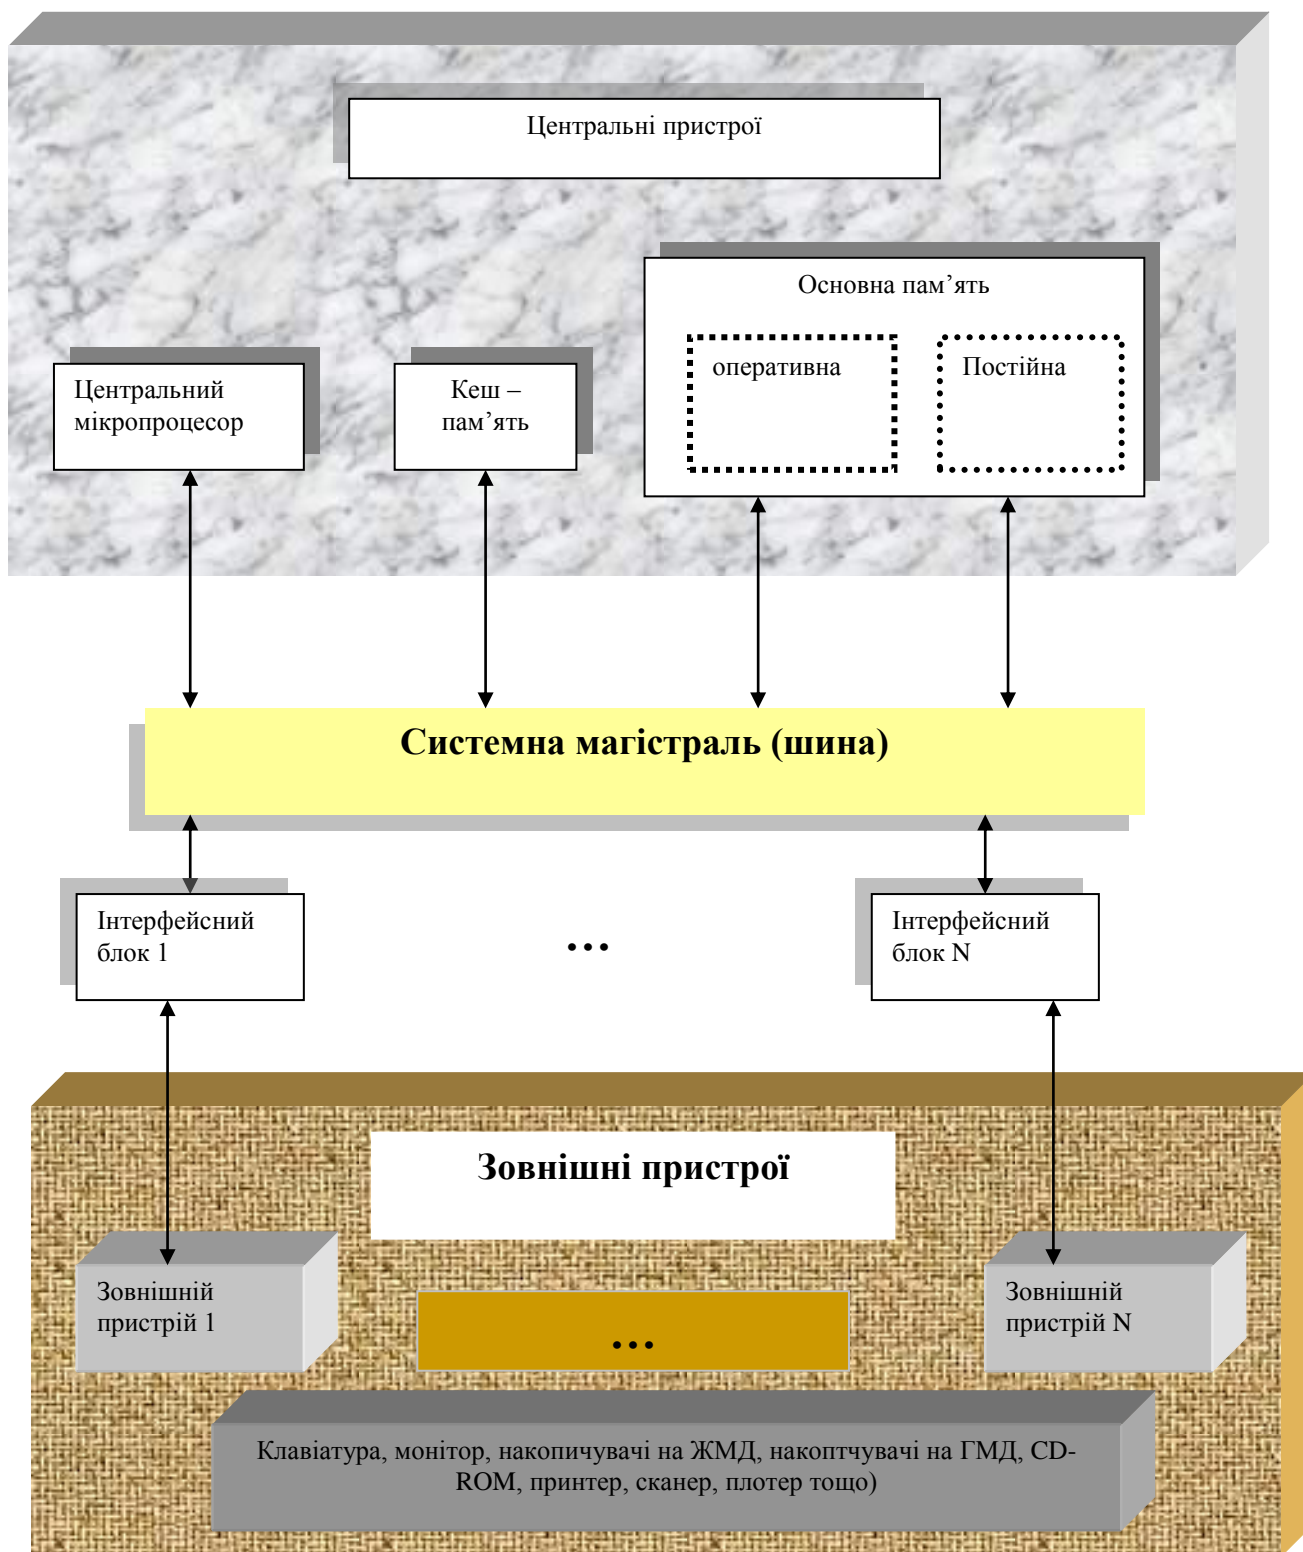 Центральні пристрої
Основна пам’ять
оперативна
Постійна
Центральний
мікропроцесор
Кеш –
пам’ять
Системна магістраль (шина)
Інтерфейсний
блок 1
…
Інтерфейсний
блок N
Зовнішні пристрої
Зовнішній
пристрій 1
…
Зовнішній
пристрій N
Клавіатура, монітор, накопичувачі на ЖМД, накоптчувачі на ГМД, CD-
ROM, принтер, сканер, плотер тощо)